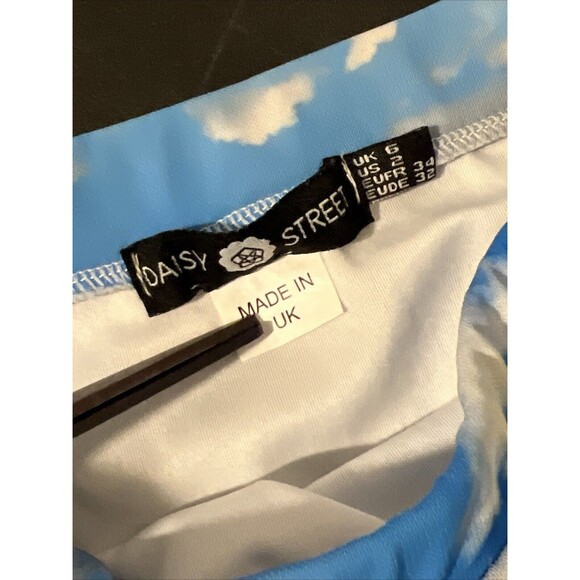 DAISY STREET
UK 6
US 2
EUFR 34
EUDE 32
MADE IN
UK